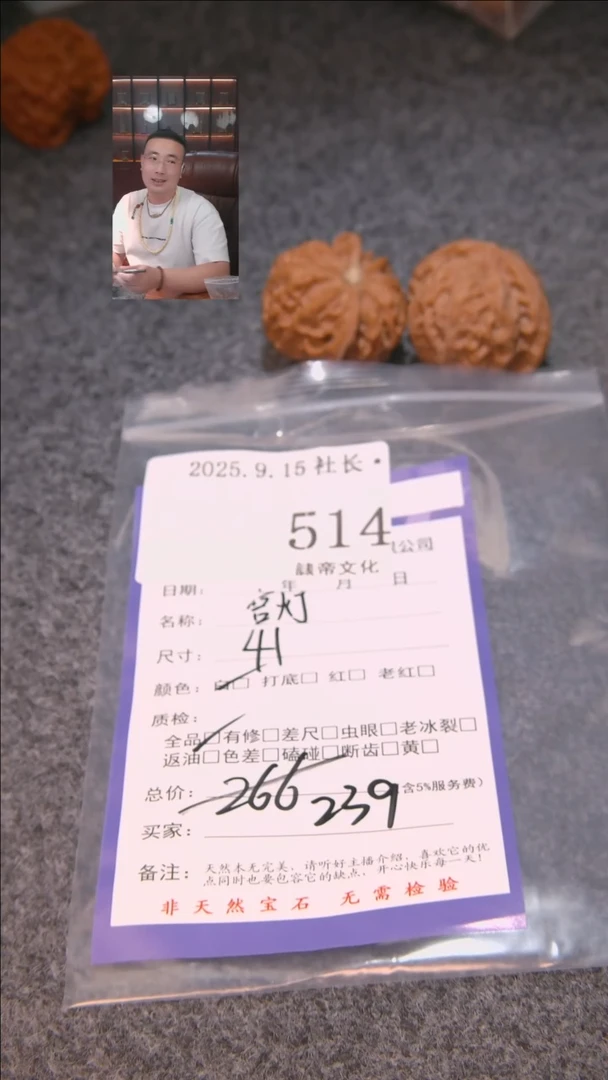 2025.9.15 社长
514
公司
諓帝文化
日期： 年 月 日
名称： 宫灯
尺寸： 41
颜色：白□ 打底□ 红□ 老红□
质检：
全品□有修□差尺□虫眼□老冰裂□
返油□色差□磕碰□断齿□黄□
总价： 266 239 含5%服务费）
买家：
备注： 天然本无完美，请听好主播介绍，喜欢它的优
点同时也要包容它的缺点，开心快乐每一天！
非天然宝石 无需检验